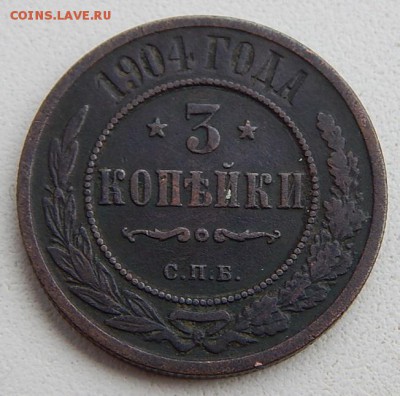 COINS.LAVE.RU
1904 ГОДА
3
КОПѢЙКИ
С.П.Б.